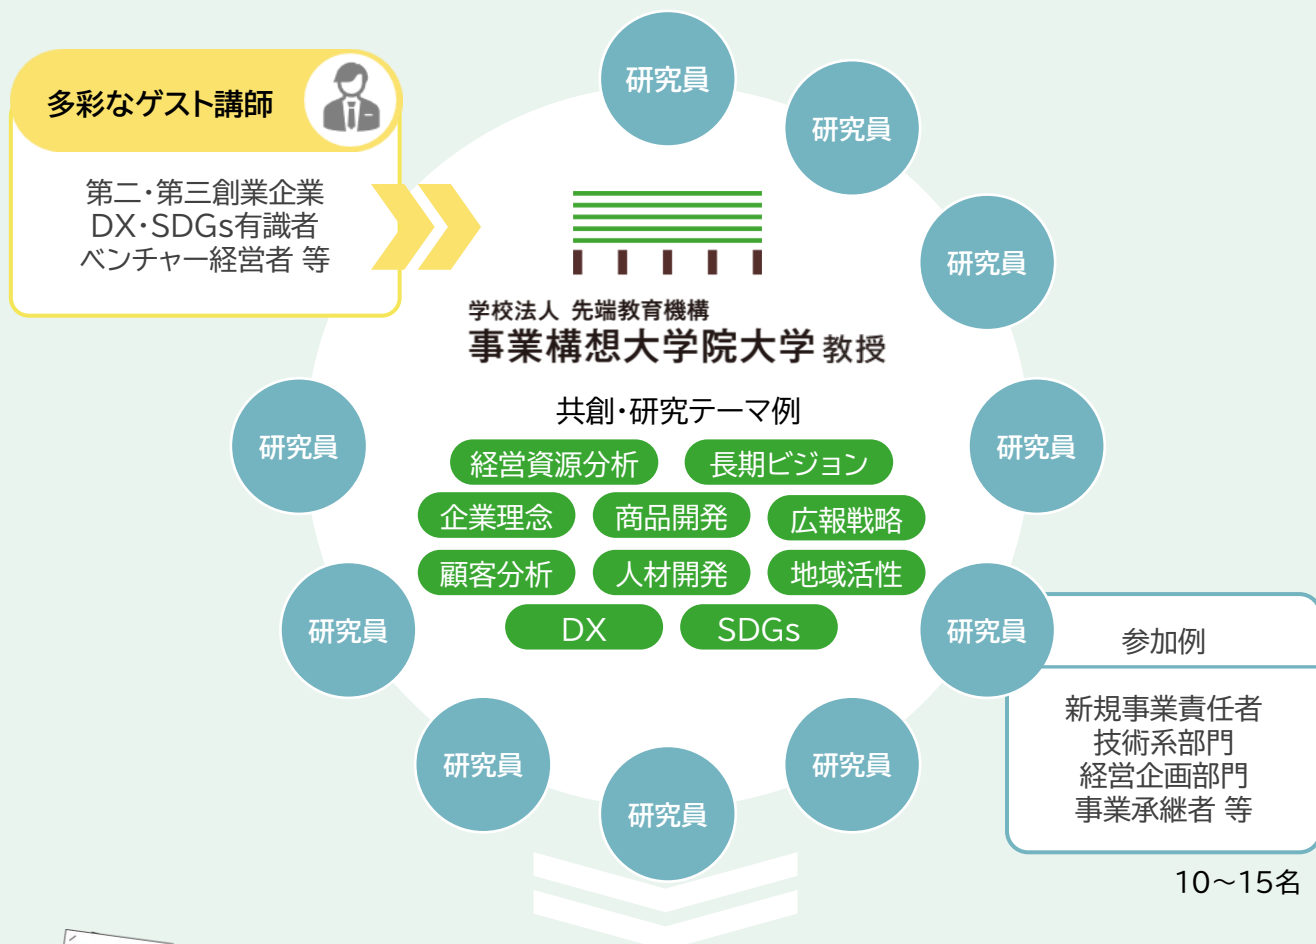 研究員
研究員
多彩なゲスト講師
第二・第三創業企業
DX・SDGs有識者
ベンチャー経営者 等
研究員
学校法人 先端教育機構
事業構想大学院大学 教授
共創・研究テーマ例
研究員
研究員
経営資源分析
長期ビジョン
企業理念
商品開発
広報戦略
顧客分析
人材開発
地域活性
DX
SDGs
研究員
研究員
参加例
新規事業責任者
技術系部門
経営企画部門
事業承継者 等
研究員
研究員
研究員
10〜15名